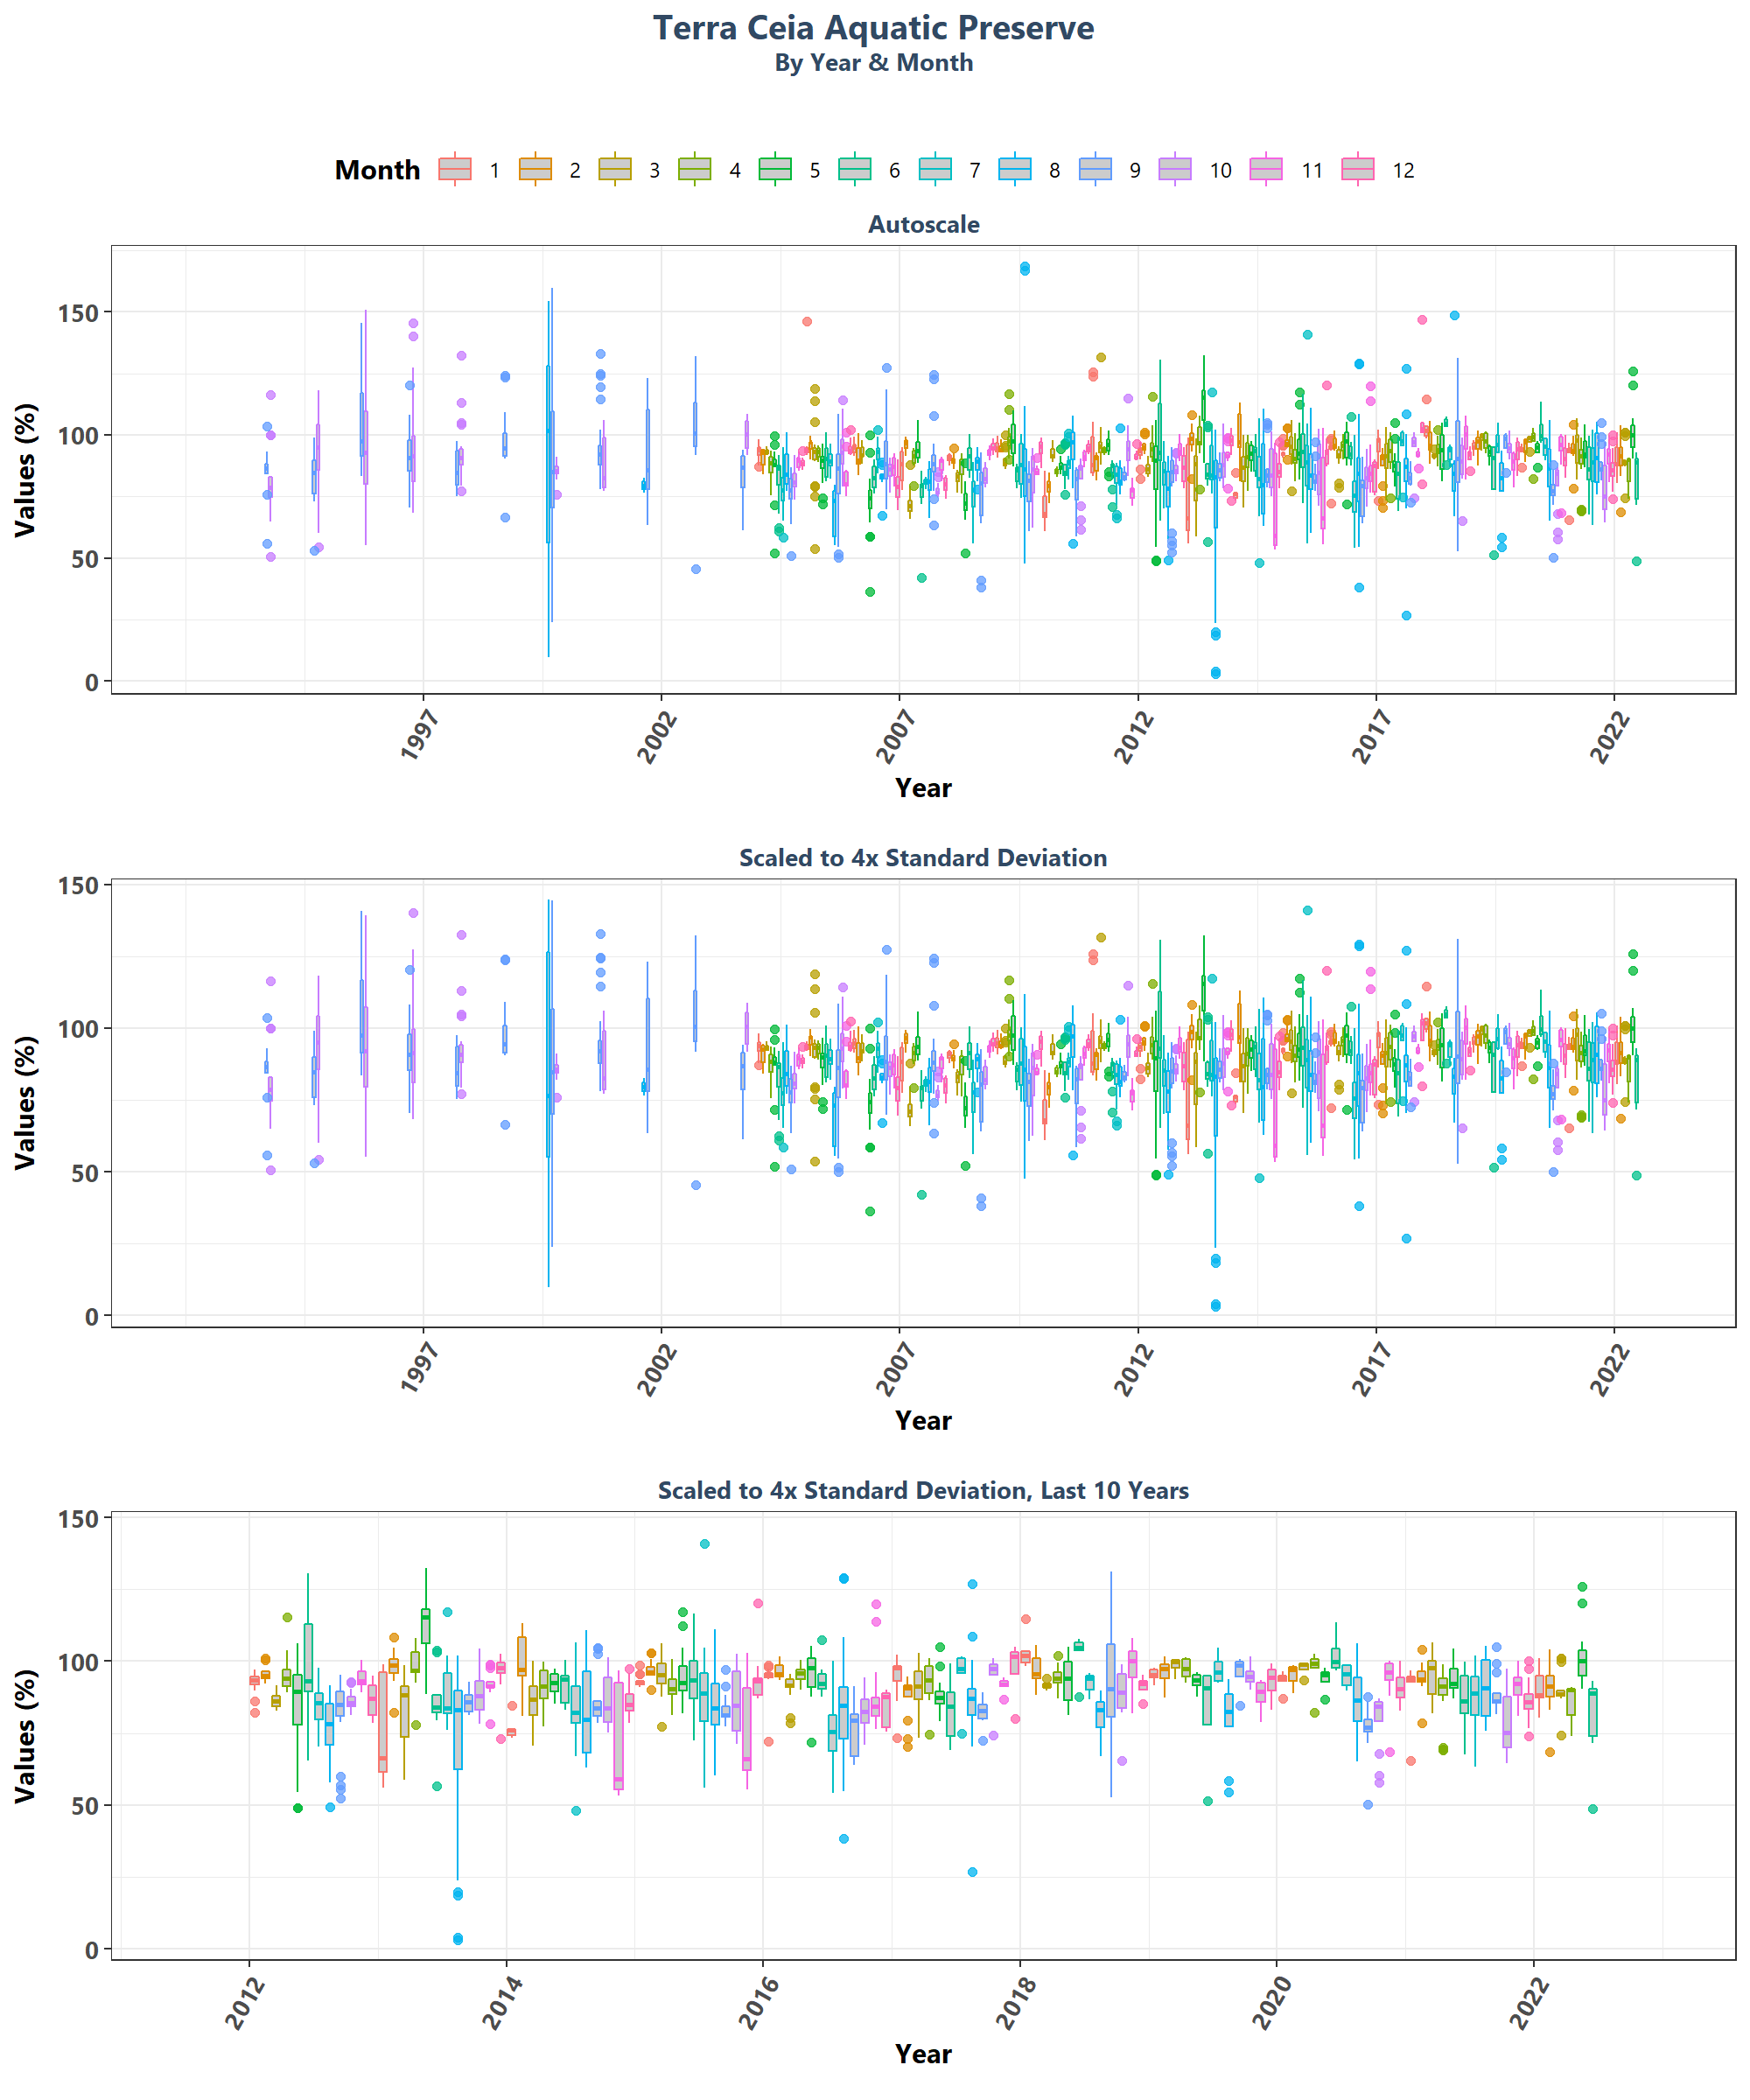 Terra Ceia Aquatic Preserve
By Year & Month
Month 1 2 3 4 5 6 7 8 9 10 11 12
Autoscale
Values (%)
150
100
50
0
1997 2002 2007 2012 2017 2022
Year
Scaled to 4x Standard Deviation
Values (%)
150
100
50
0
1997 2002 2007 2012 2017 2022
Year
Scaled to 4x Standard Deviation, Last 10 Years
Values (%)
150
100
50
0
2012 2014 2016 2018 2020 2022
Year